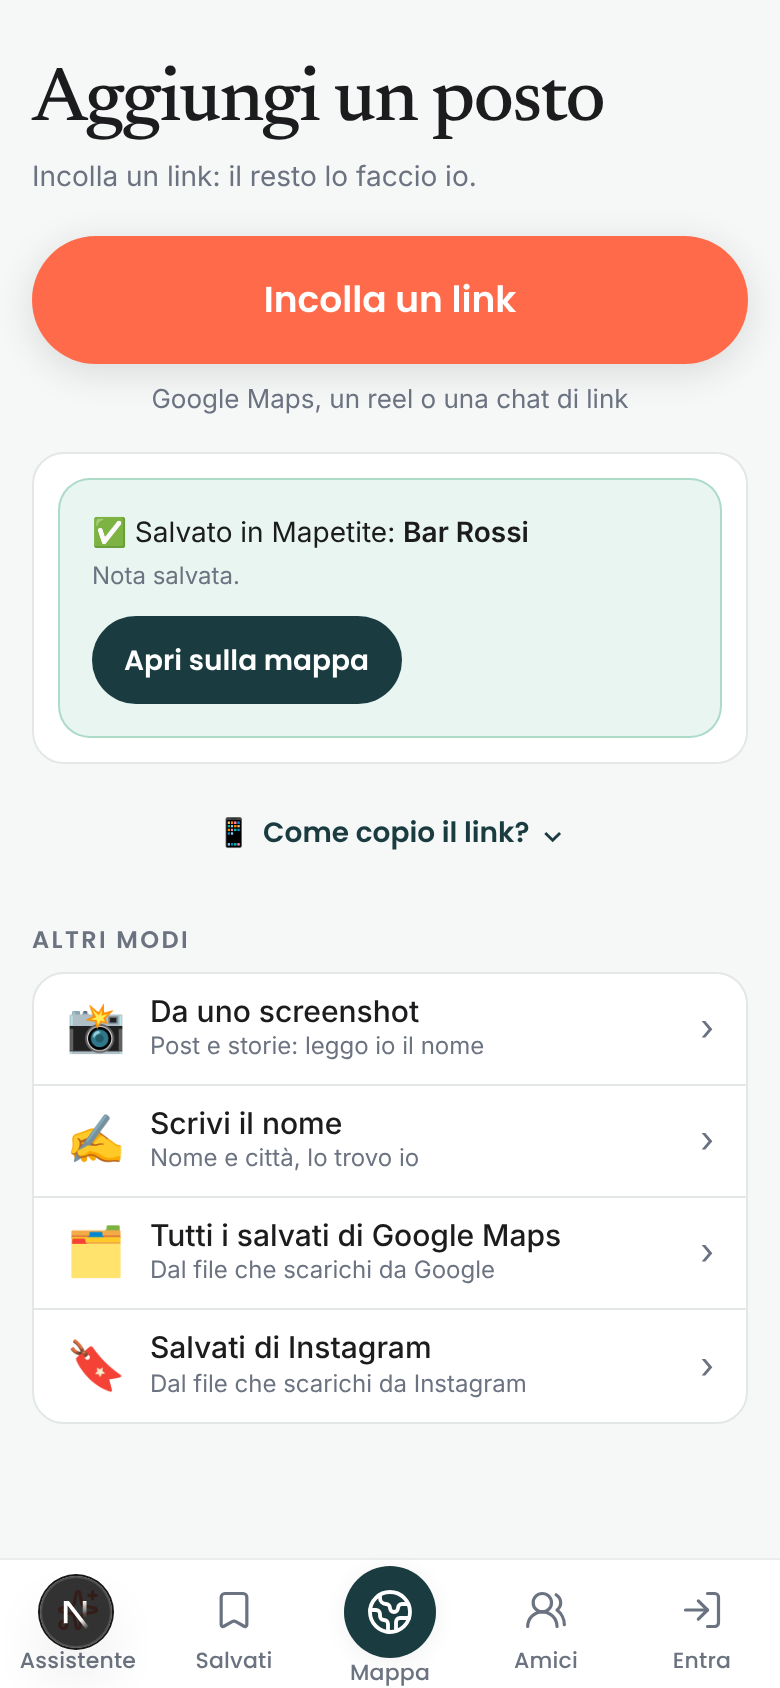 Aggiungi un posto
Incolla un link: il resto lo faccio io.
Incolla un link
Google Maps, un reel o una chat di link
✅ Salvato in Mapetite: Bar Rossi
Nota salvata.
Apri sulla mappa
📱 Come copio il link?
ALTRI MODI
Da uno screenshot
Post e storie: leggo io il nome
Scrivi il nome
Nome e città, lo trovo io
Tutti i salvati di Google Maps
Dal file che scarichi da Google
Salvati di Instagram
Dal file che scarichi da Instagram
N
Assistente
Salvati
Mappa
Amici
Entra